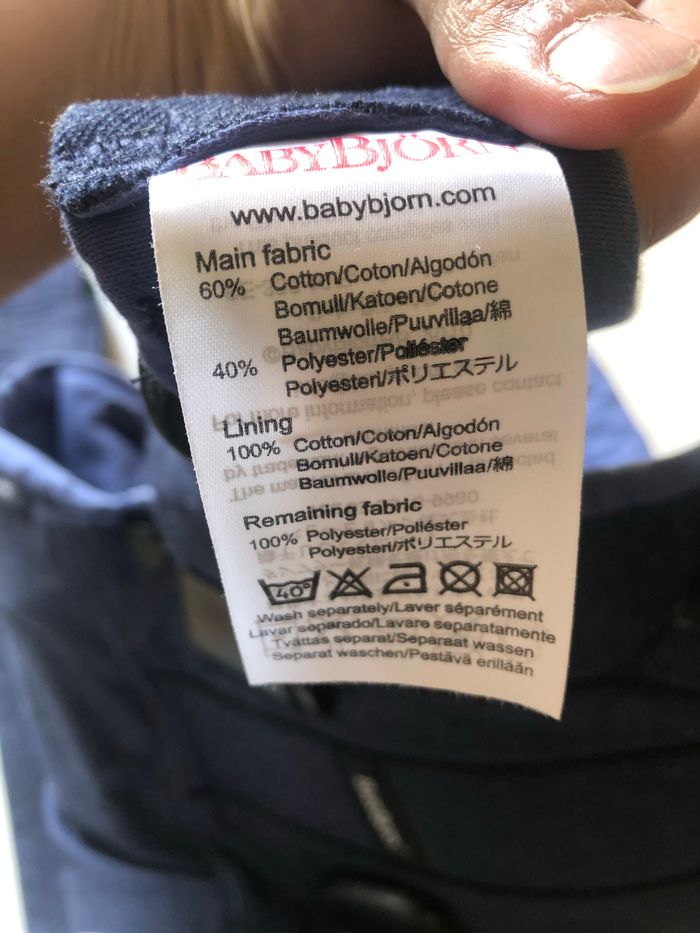 BABYBJÖRN
www.babybjorn.com
Main fabric
60% Cotton/Coton/Algodón
Bomull/Katoen/Cotone
Baumwolle/Puuvillaa/綿
40% Polyester/Poliéster
Polyesteri/ポリエステル
Lining
100% Cotton/Coton/Algodón
Bomull/Katoen/Cotone
Baumwolle/Puuvillaa/綿
Remaining fabric
100% Polyester/Poliéster
Polyesteri/ポリエステル
40°
Wash separately/Laver séparément
Lavar separado/Lavare separatamente
Tvättas separat/Separaat wassen
Separat waschen/Pestävä erillään